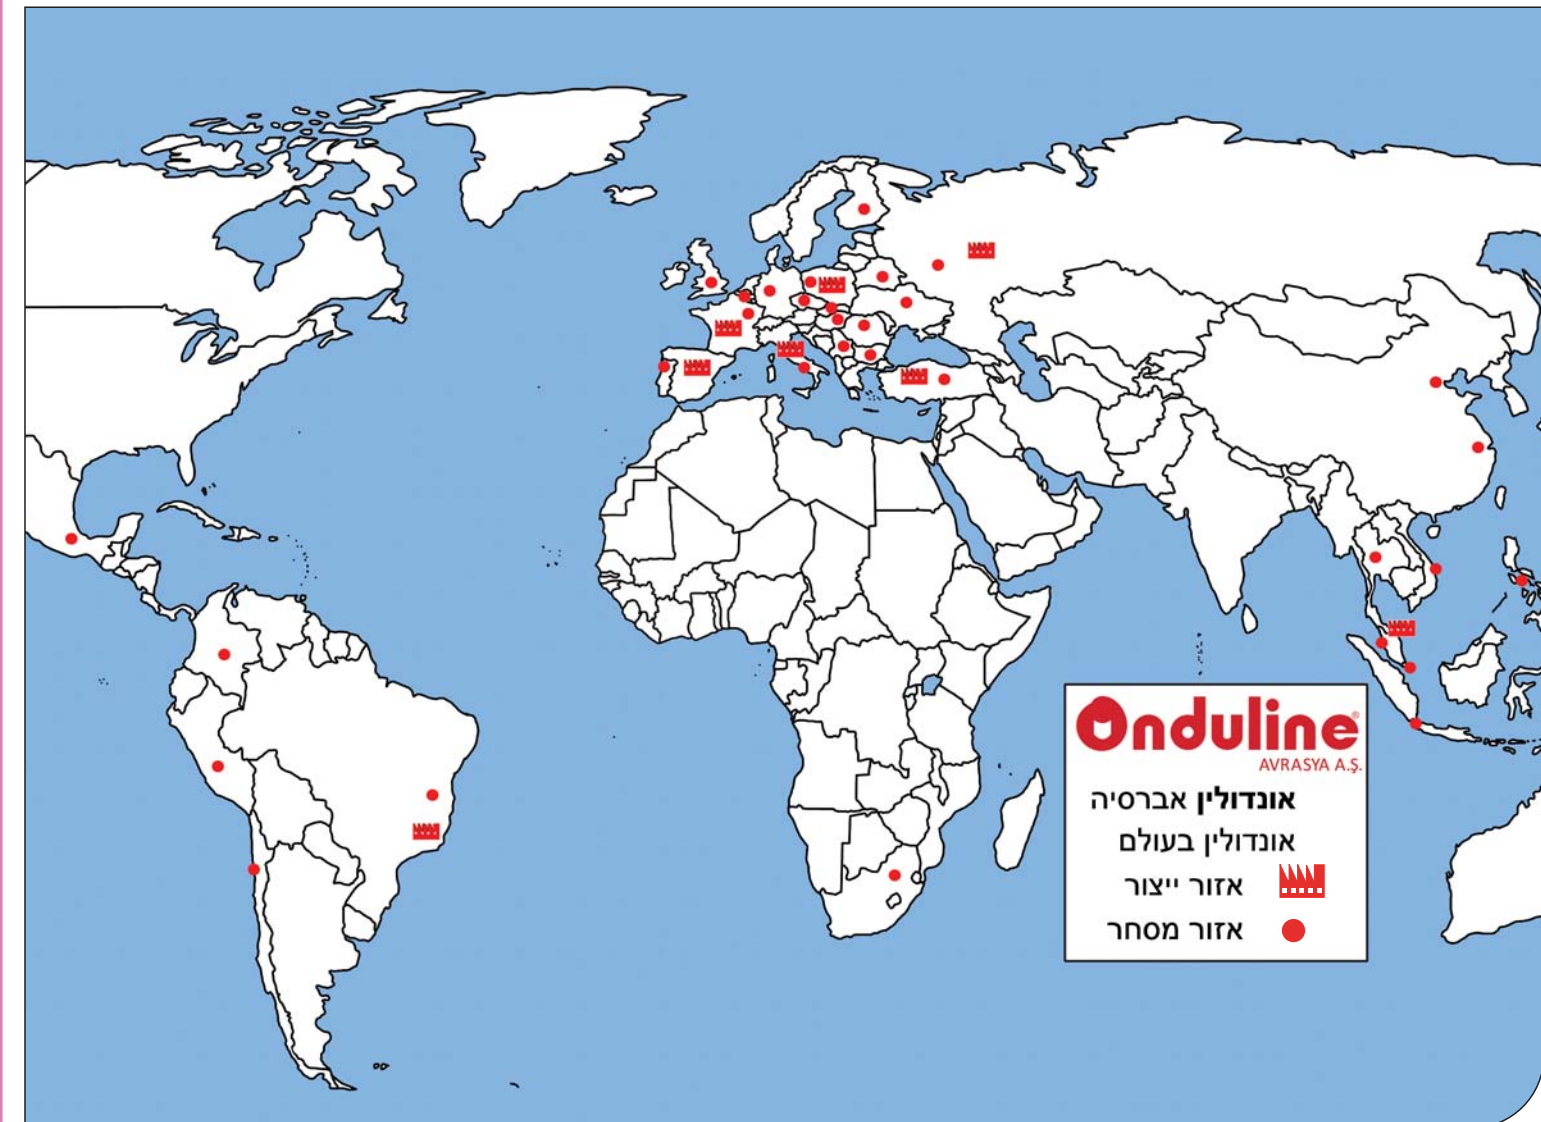 Onduline®
AVRASYA A.Ş.
אונדולין אברסיה
אונדולין בעולם
אזור ייצור
אזור מסחר